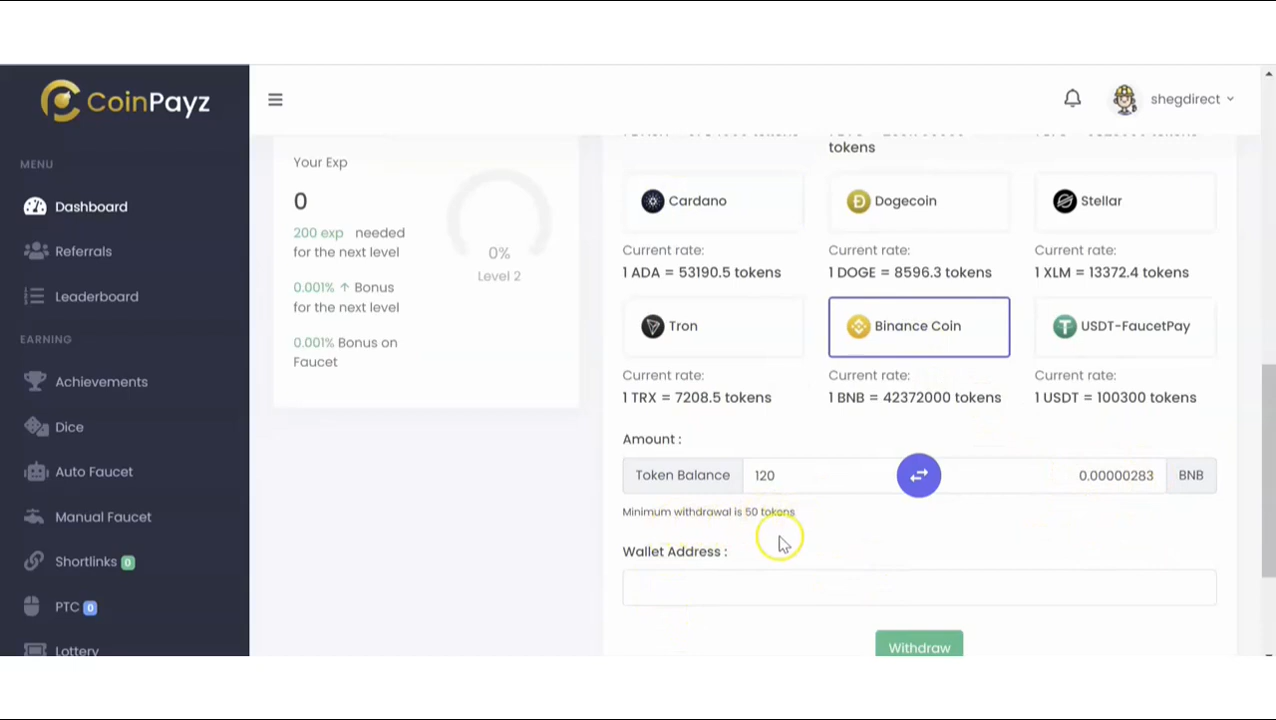 CoinPayz
shegdirect
MENU
Dashboard
Referrals
Leaderboard
EARNING
Achievements
Dice
Auto Faucet
Manual Faucet
Shortlinks 0
PTC 0
Lottery
Your Exp
0
200 exp needed
for the next level
0.001% ↑ Bonus
for the next level
0.001% Bonus on
Faucet
0%
Level 2
tokens
Cardano
Dogecoin
Stellar
Current rate:
Current rate:
Current rate:
1 ADA = 53190.5 tokens
1 DOGE = 8596.3 tokens
1 XLM = 13372.4 tokens
Tron
Binance Coin
USDT-FaucetPay
Current rate:
Current rate:
Current rate:
1 TRX = 7208.5 tokens
1 BNB = 42372000 tokens
1 USDT = 100300 tokens
Amount :
Token Balance 120 0.00000283 BNB
Minimum withdrawal is 50 tokens
Wallet Address :
Withdraw